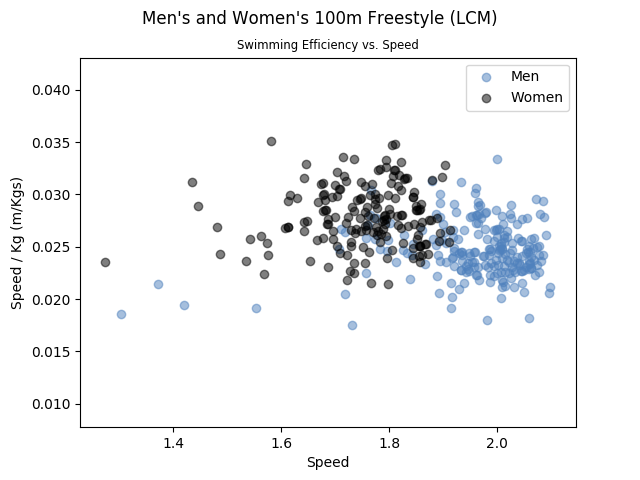 Men's and Women's 100m Freestyle (LCM)
Swimming Efficiency vs. Speed
Men
Women
0.040
0.035
0.030
0.025
0.020
0.015
0.010
Speed / Kg (m/Kgs)
1.4 1.6 1.8 2.0
Speed